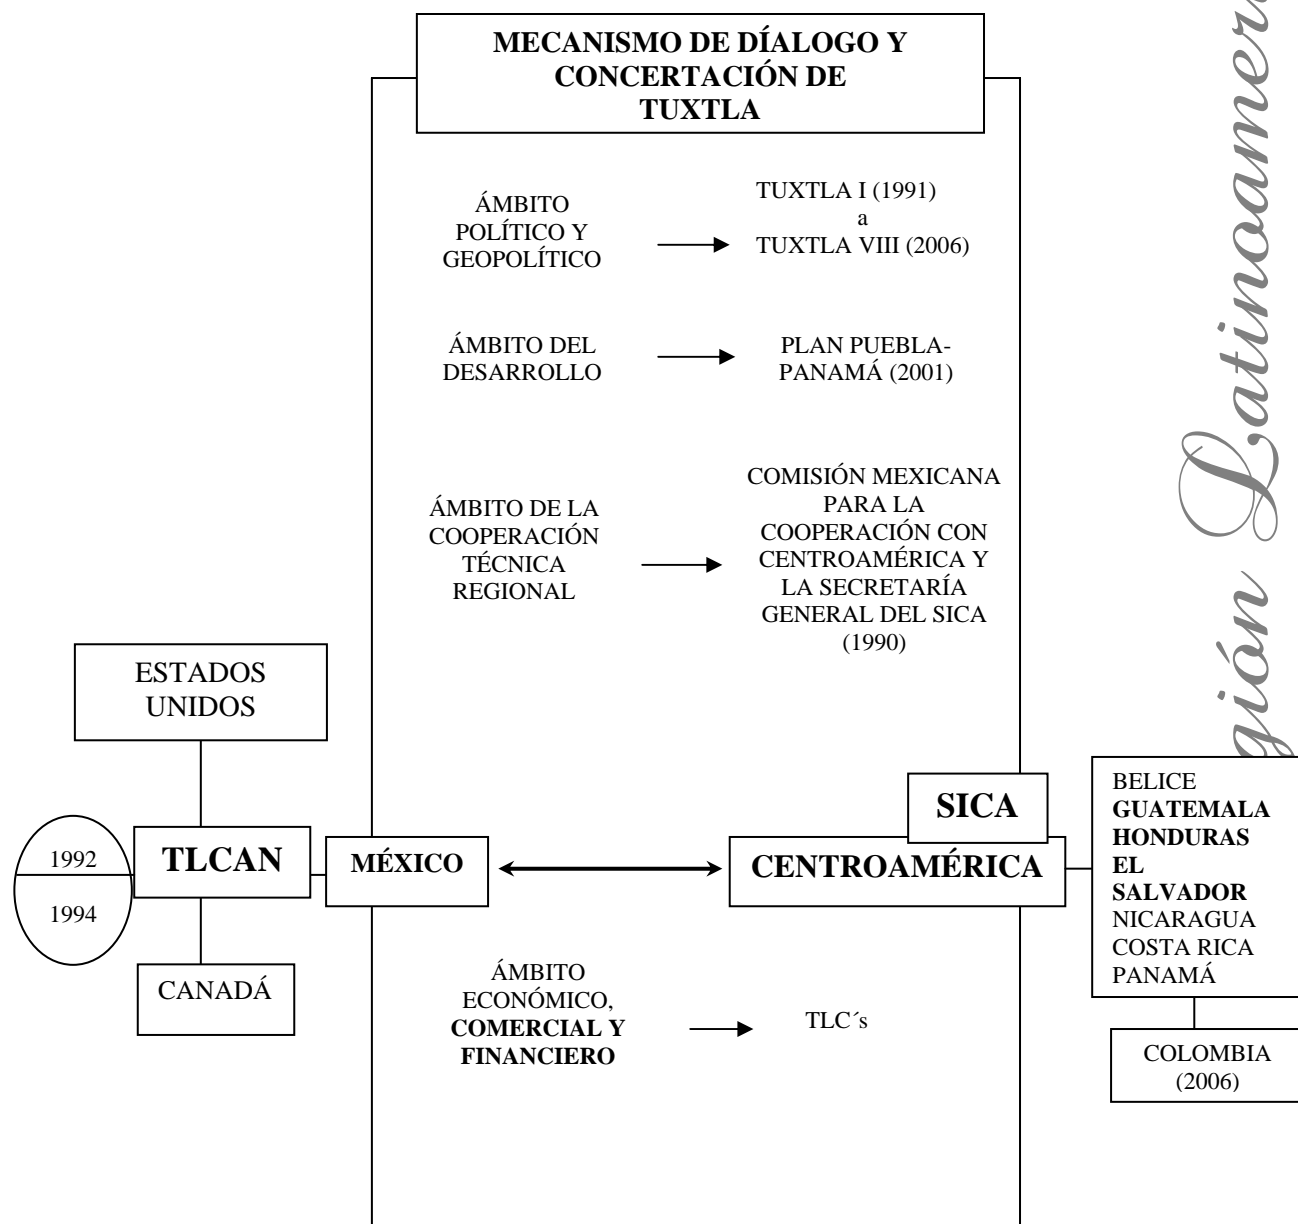 MECANISMO DE DÍALOGO Y
CONCERTACIÓN DE
TUXTLA
ÁMBITO
POLÍTICO Y
GEOPOLÍTICO
TUXTLA I (1991)
a
TUXTLA VIII (2006)
ÁMBITO DEL
DESARROLLO
PLAN PUEBLA-
PANAMÁ (2001)
ÁMBITO DE LA
COOPERACIÓN
TÉCNICA
REGIONAL
COMISIÓN MEXICANA
PARA LA
COOPERACIÓN CON
CENTROAMÉRICA Y
LA SECRETARÍA
GENERAL DEL SICA
(1990)
ESTADOS
UNIDOS
1992
1994
TLCAN
MÉXICO
CANADÁ
SICA
CENTROAMÉRICA
BELICE
GUATEMALA
HONDURAS
EL
SALVADOR
NICARAGUA
COSTA RICA
PANAMÁ
COLOMBIA
(2006)
ÁMBITO
ECONÓMICO,
COMERCIAL Y
FINANCIERO
TLC´s
gión Latinoamer